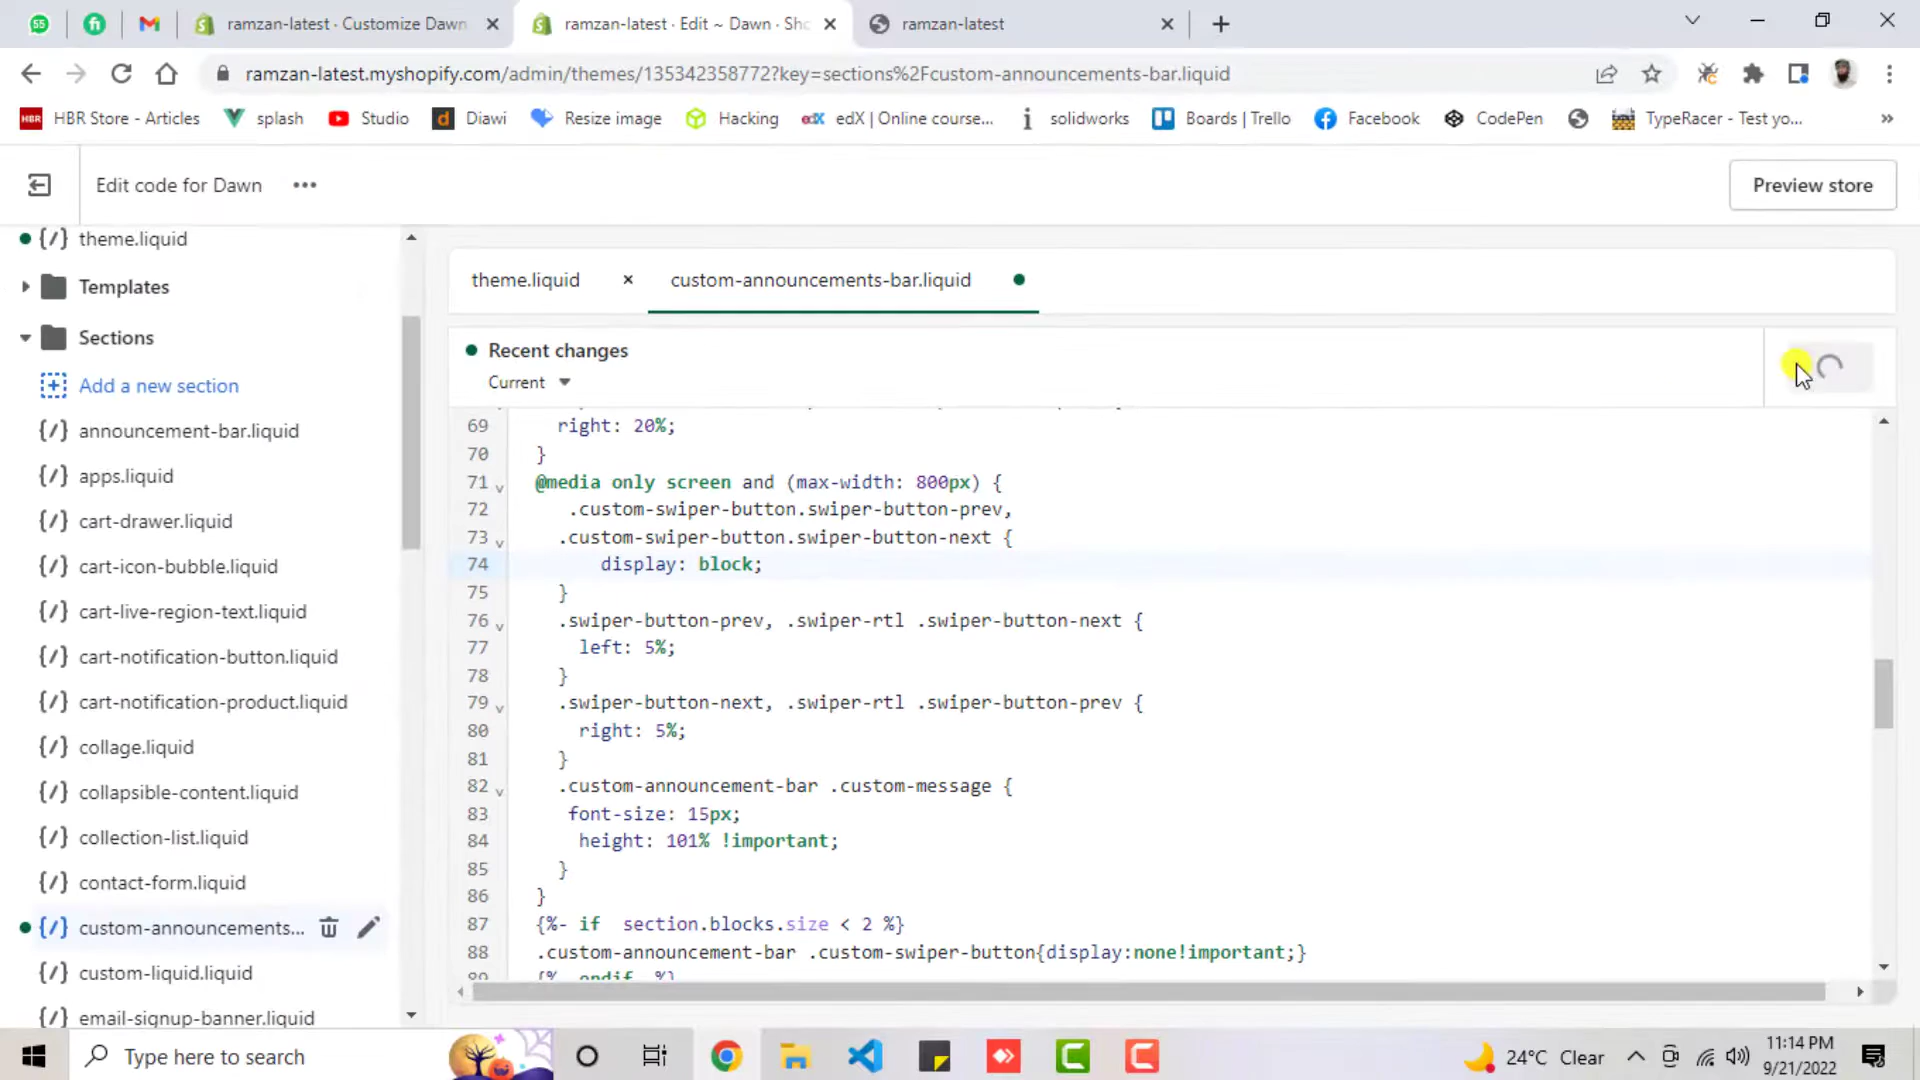 55
ramzan-latest · Customize Dawn
ramzan-latest · Edit ~ Dawn · Sho
ramzan-latest
ramzan-latest.myshopify.com/admin/themes/135342358772?key=sections%2Fcustom-announcements-bar.liquid
HBR HBR Store - Articles
splash
Studio
d Diawi
Resize image
Hacking
edX edX | Online course...
solidworks
Boards | Trello
Facebook
CodePen
TypeRacer - Test yo...
»
Edit code for Dawn
Preview store
{/} theme.liquid
Templates
Sections
Add a new section
{/} announcement-bar.liquid
{/} apps.liquid
{/} cart-drawer.liquid
{/} cart-icon-bubble.liquid
{/} cart-live-region-text.liquid
{/} cart-notification-button.liquid
{/} cart-notification-product.liquid
{/} collage.liquid
{/} collapsible-content.liquid
{/} collection-list.liquid
{/} contact-form.liquid
{/} custom-announcements...
{/} custom-liquid.liquid
{/} email-signup-banner.liquid
theme.liquid
custom-announcements-bar.liquid
Recent changes
Current
69 right: 20%;
70 }
71 @media only screen and (max-width: 800px) {
72 .custom-swiper-button.swiper-button-prev,
73 .custom-swiper-button.swiper-button-next {
74 display: block;
75 }
76 .swiper-button-prev, .swiper-rtl .swiper-button-next {
77 left: 5%;
78 }
79 .swiper-button-next, .swiper-rtl .swiper-button-prev {
80 right: 5%;
81 }
82 .custom-announcement-bar .custom-message {
83 font-size: 15px;
84 height: 101% !important;
85 }
86 }
87 {%- if section.blocks.size < 2 %}
88 .custom-announcement-bar .custom-swiper-button{display:none!important;}
89 {%- endif %}
Type here to search
24°C Clear
11:14 PM
9/21/2022